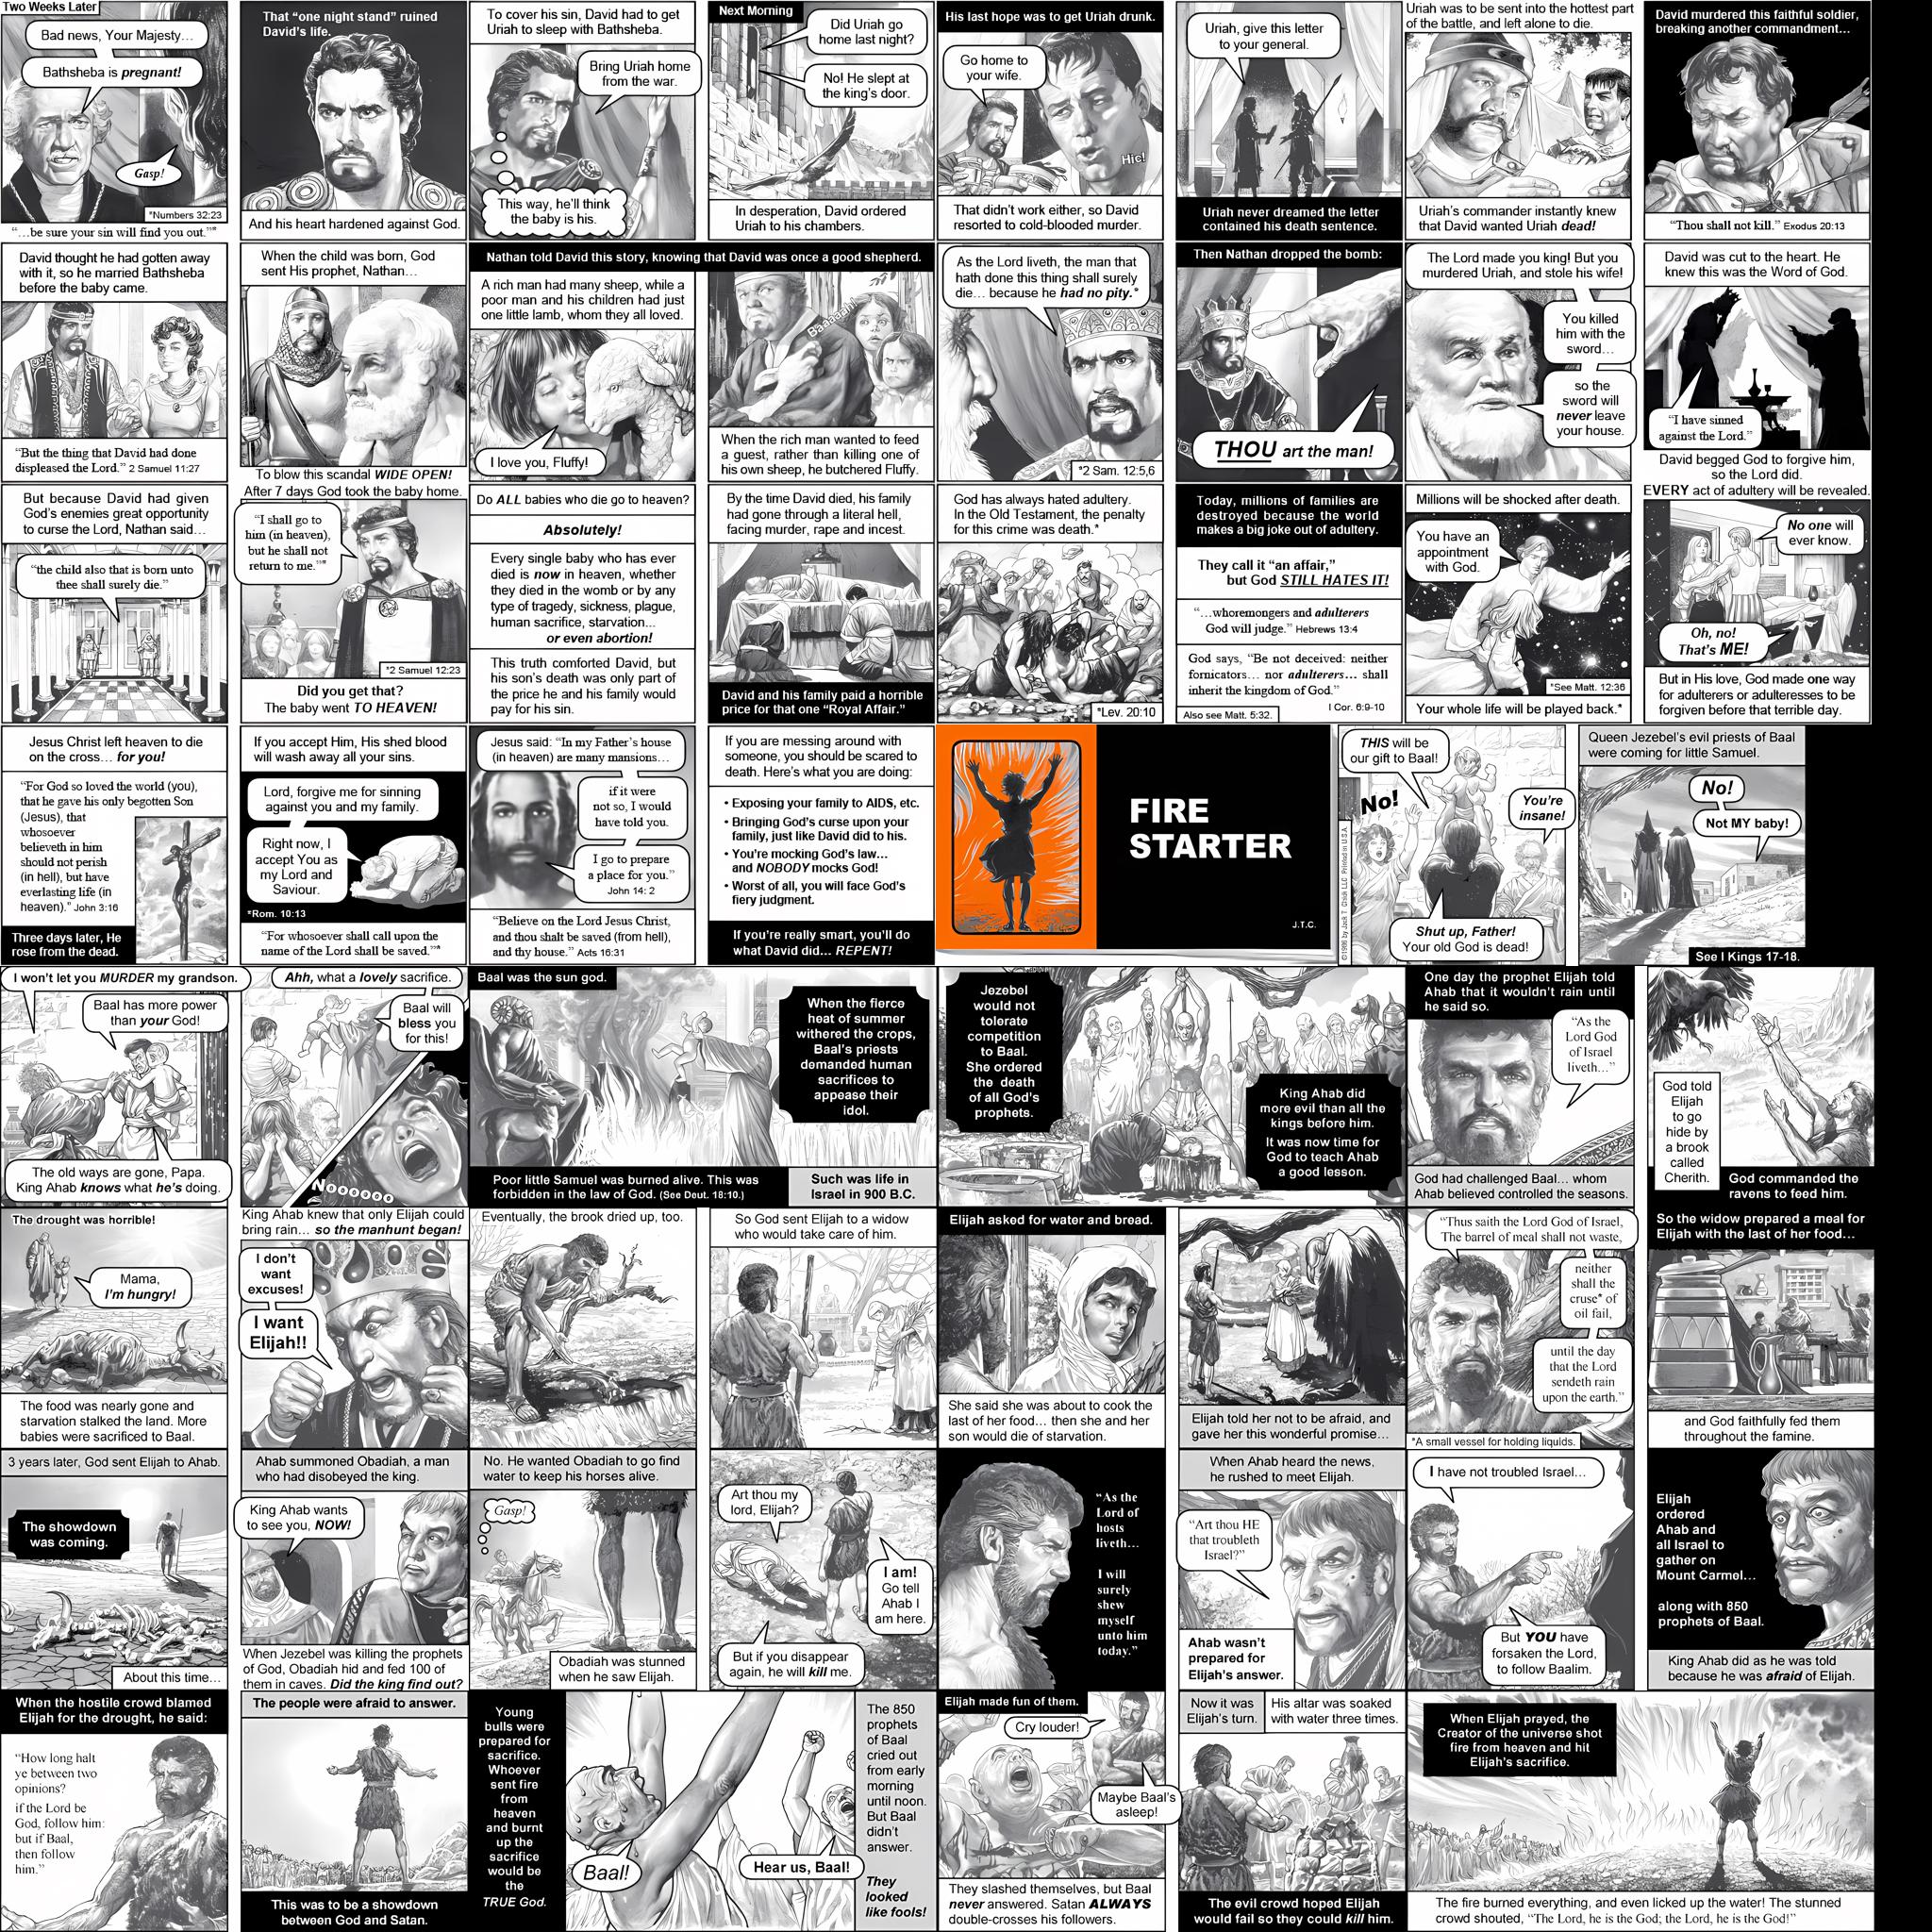 Two Weeks Later
Bad news, Your Majesty…
Bathsheba is pregnant!
Gasp!
*Numbers 32:23
“…be sure your sin will find you out.”*
That “one night stand” ruined
David’s life.
And his heart hardened against God.
To cover his sin, David had to get
Uriah to sleep with Bathsheba.
Bring Uriah home
from the war.
This way, he’ll think
the baby is his.
Next Morning
Did Uriah go
home last night?
No! He slept at
the king’s door.
In desperation, David ordered
Uriah to his chambers.
His last hope was to get Uriah drunk.
Go home to
your wife.
Hic!
That didn’t work either, so David
resorted to cold-blooded murder.
Uriah, give this letter
to your general.
Uriah never dreamed the letter
contained his death sentence.
Uriah was to be sent into the hottest part
of the battle, and left alone to die.
Uriah’s commander instantly knew
that David wanted Uriah dead!
David murdered this faithful soldier,
breaking another commandment…
“Thou shall not kill.” Exodus 20:13
David thought he had gotten away
with it, so he married Bathsheba
before the baby came.
“But the thing that David had done
displeased the Lord.” 2 Samuel 11:27
When the child was born, God
sent His prophet, Nathan…
To blow this scandal WIDE OPEN!
Nathan told David this story, knowing that David was once a good shepherd.
A rich man had many sheep, while a
poor man and his children had just
one little lamb, whom they all loved.
I love you, Fluffy!
Baaaahh!
When the rich man wanted to feed
a guest, rather than killing one of
his own sheep, he butchered Fluffy.
As the Lord liveth, the man that
hath done this thing shall surely
die… because he had no pity.*
*2 Sam. 12:5,6
Then Nathan dropped the bomb:
THOU art the man!
The Lord made you king! But you
murdered Uriah, and stole his wife!
You killed
him with the
sword…
so the
sword will
never leave
your house.
David was cut to the heart. He
knew this was the Word of God.
“I have sinned
against the Lord.”
David begged God to forgive him,
so the Lord did.
But because David had given
God’s enemies great opportunity
to curse the Lord, Nathan said…
“the child also that is born unto
thee shall surely die.”
After 7 days God took the baby home.
“I shall go to
him (in heaven),
but he shall not
return to me.”*
*2 Samuel 12:23
Did you get that?
The baby went TO HEAVEN!
Do ALL babies who die go to heaven?
Absolutely!
Every single baby who has ever
died is now in heaven, whether
they died in the womb or by any
type of tragedy, sickness, plague,
human sacrifice, starvation…
or even abortion!
This truth comforted David, but
his son’s death was only part of
the price he and his family would
pay for his sin.
By the time David died, his family
had gone through a literal hell,
facing murder, rape and incest.
David and his family paid a horrible
price for that one “Royal Affair.”
God has always hated adultery.
In the Old Testament, the penalty
for this crime was death.*
*Lev. 20:10
Today, millions of families are
destroyed because the world
makes a big joke out of adultery.
They call it “an affair,”
but God STILL HATES IT!
“…whoremongers and adulterers
God will judge.” Hebrews 13:4
God says, “Be not deceived: neither
fornicators… nor adulterers… shall
inherit the kingdom of God.”
I Cor. 6:9-10
Also see Matt. 5:32.
Millions will be shocked after death.
You have an
appointment
with God.
*See Matt. 12:36
Your whole life will be played back.*
EVERY act of adultery will be revealed.
No one will
ever know.
Oh, no!
That’s ME!
But in His love, God made one way
for adulterers or adulteresses to be
forgiven before that terrible day.
Jesus Christ left heaven to die
on the cross… for you!
“For God so loved the world (you),
that he gave his only begotten Son
(Jesus), that
whosoever
believeth in him
should not perish
(in hell), but have
everlasting life (in
heaven).” John 3:16
Three days later, He
rose from the dead.
If you accept Him, His shed blood
will wash away all your sins.
Lord, forgive me for sinning
against you and my family.
Right now, I
accept You as
my Lord and
Saviour.
*Rom. 10:13
“For whosoever shall call upon the
name of the Lord shall be saved.”*
Jesus said: “In my Father’s house
(in heaven) are many mansions…
if it were
not so, I would
have told you.
I go to prepare
a place for you.”
John 14: 2
“Believe on the Lord Jesus Christ,
and thou shalt be saved (from hell),
and thy house.” Acts 16:31
If you are messing around with
someone, you should be scared to
death. Here’s what you are doing:
• Exposing your family to AIDS, etc.
• Bringing God’s curse upon your
family, just like David did to his.
• You’re mocking God’s law…
and NOBODY mocks God!
• Worst of all, you will face God’s
fiery judgment.
If you’re really smart, you’ll do
what David did… REPENT!
FIRE
STARTER
J.T.C.
THIS will be
our gift to Baal!
No!
You’re
insane!
Shut up, Father!
Your old God is dead!
Queen Jezebel’s evil priests of Baal
were coming for little Samuel.
No!
Not MY baby!
See I Kings 17-18.
I won’t let you MURDER my grandson.
Baal has more power
than your God!
The old ways are gone, Papa.
King Ahab knows what he’s doing.
Ahh, what a lovely sacrifice.
Baal will
bless you
for this!
Noooooo
Baal was the sun god.
When the fierce
heat of summer
withered the crops,
Baal’s priests
demanded human
sacrifices to
appease their
idol.
Poor little Samuel was burned alive. This was
forbidden in the law of God. (See Deut. 18:10.)
Such was life in
Israel in 900 B.C.
Jezebel
would not
tolerate
competition
to Baal.
She ordered
the death
of all God’s
prophets.
King Ahab did
more evil than all the
kings before him.
It was now time for
God to teach Ahab
a good lesson.
One day the prophet Elijah told
Ahab that it wouldn’t rain until
he said so.
“As the
Lord God
of Israel
liveth…”
God had challenged Baal… whom
Ahab believed controlled the seasons.
God told
Elijah
to go
hide by
a brook
called
Cherith.
God commanded the
ravens to feed him.
The drought was horrible!
Mama,
I’m hungry!
The food was nearly gone and
starvation stalked the land. More
babies were sacrificed to Baal.
King Ahab knew that only Elijah could
bring rain… so the manhunt began!
I don’t
want
excuses!
I want
Elijah!!
Eventually, the brook dried up, too.
So God sent Elijah to a widow
who would take care of him.
Elijah asked for water and bread.
She said she was about to cook the
last of her food… then she and her
son would die of starvation.
Elijah told her not to be afraid, and
gave her this wonderful promise…
“Thus saith the Lord God of Israel,
The barrel of meal shall not waste,
neither
shall the
cruse* of
oil fail,
until the day
that the Lord
sendeth rain
upon the earth.”
*A small vessel for holding liquids.
So the widow prepared a meal for
Elijah with the last of her food…
and God faithfully fed them
throughout the famine.
3 years later, God sent Elijah to Ahab.
The showdown
was coming.
About this time…
Ahab summoned Obadiah, a man
who had disobeyed the king.
King Ahab wants
to see you, NOW!
When Jezebel was killing the prophets
of God, Obadiah hid and fed 100 of
them in caves. Did the king find out?
No. He wanted Obadiah to go find
water to keep his horses alive.
Gasp!
Obadiah was stunned
when he saw Elijah.
Art thou my
lord, Elijah?
I am!
Go tell
Ahab I
am here.
But if you disappear
again, he will kill me.
“As the
Lord of
hosts
liveth…
I will
surely
shew
myself
unto him
today.”
When Ahab heard the news,
he rushed to meet Elijah.
“Art thou HE
that troubleth
Israel?”
Ahab wasn’t
prepared for
Elijah’s answer.
I have not troubled Israel…
But YOU have
forsaken the Lord,
to follow Baalim.
Elijah
ordered
Ahab and
all Israel to
gather on
Mount Carmel…
along with 850
prophets of Baal.
King Ahab did as he was told
because he was afraid of Elijah.
When the hostile crowd blamed
Elijah for the drought, he said:
“How long halt
ye between two
opinions?
if the Lord be
God, follow him:
but if Baal,
then follow
him.”
The people were afraid to answer.
This was to be a showdown
between God and Satan.
Young
bulls were
prepared for
sacrifice.
Whoever
sent fire
from
heaven
and burnt
up the
sacrifice
would be
the
TRUE God.
Baal!
Hear us, Baal!
The 850
prophets
of Baal
cried out
from early
morning
until noon.
But Baal
didn’t
answer.
They
looked
like fools!
Elijah made fun of them.
Cry louder!
Maybe Baal’s
asleep!
They slashed themselves, but Baal
never answered. Satan ALWAYS
double-crosses his followers.
Now it was
Elijah’s turn.
His altar was soaked
with water three times.
The evil crowd hoped Elijah
would fail so they could kill him.
When Elijah prayed, the
Creator of the universe shot
fire from heaven and hit
Elijah’s sacrifice.
The fire burned everything, and even licked up the water! The stunned
crowd shouted, “The Lord, he is the God; the Lord, he is the God!”